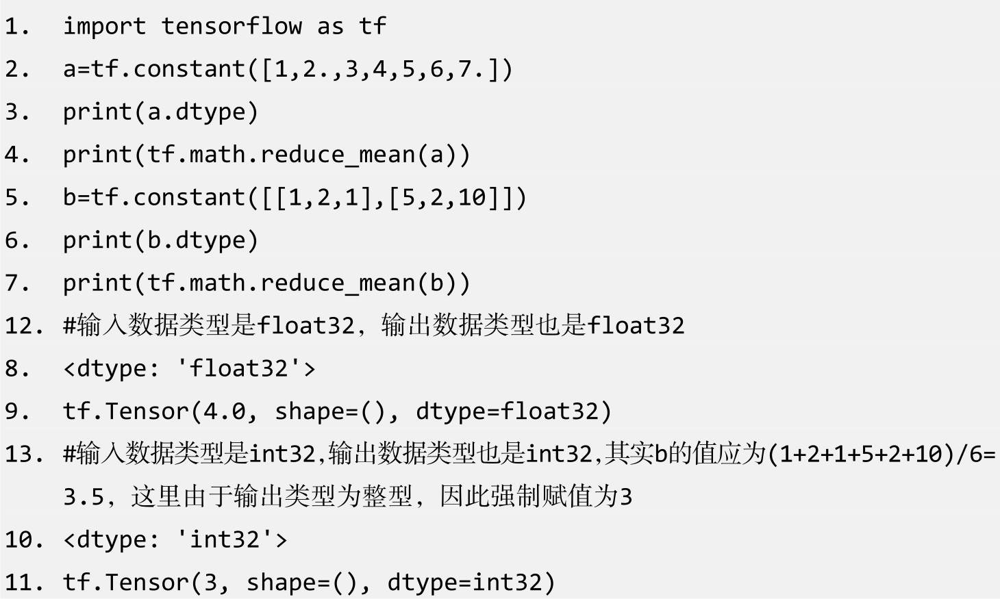 1. import tensorflow as tf
2. a=tf.constant([1,2.,3,4,5,6,7.])
3. print(a.dtype)
4. print(tf.math.reduce_mean(a))
5. b=tf.constant([[1,2,1],[5,2,10]])
6. print(b.dtype)
7. print(tf.math.reduce_mean(b))
12. #输入数据类型是float32，输出数据类型也是float32
8. <dtype: 'float32'>
9. tf.Tensor(4.0, shape=(), dtype=float32)
13. #输入数据类型是int32,输出数据类型也是int32,其实b的值应为(1+2+1+5+2+10)/6=
3.5，这里由于输出类型为整型，因此强制赋值为3
10. <dtype: 'int32'>
11. tf.Tensor(3, shape=(), dtype=int32)